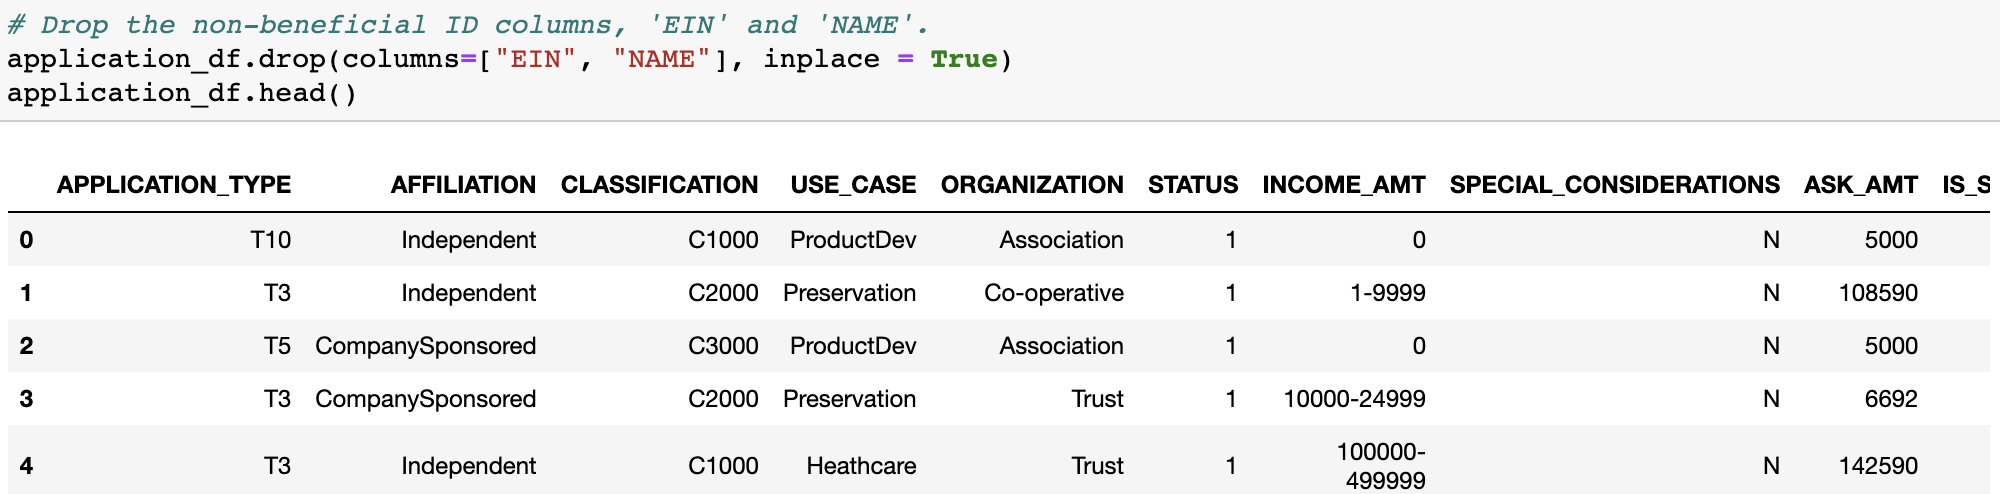 # Drop the non-beneficial ID columns, 'EIN' and 'NAME'.
application_df.drop(columns=["EIN", "NAME"], inplace = True)
application_df.head()
APPLICATION_TYPE AFFILIATION CLASSIFICATION USE_CASE ORGANIZATION STATUS INCOME_AMT SPECIAL_CONSIDERATIONS ASK_AMT IS_S
0 T10 Independent C1000 ProductDev Association 1 0 N 5000
1 T3 Independent C2000 Preservation Co-operative 1 1-9999 N 108590
2 T5 CompanySponsored C3000 ProductDev Association 1 0 N 5000
3 T3 CompanySponsored C2000 Preservation Trust 1 10000-24999 N 6692
4 T3 Independent C1000 Heathcare Trust 1 100000-
499999 N 142590